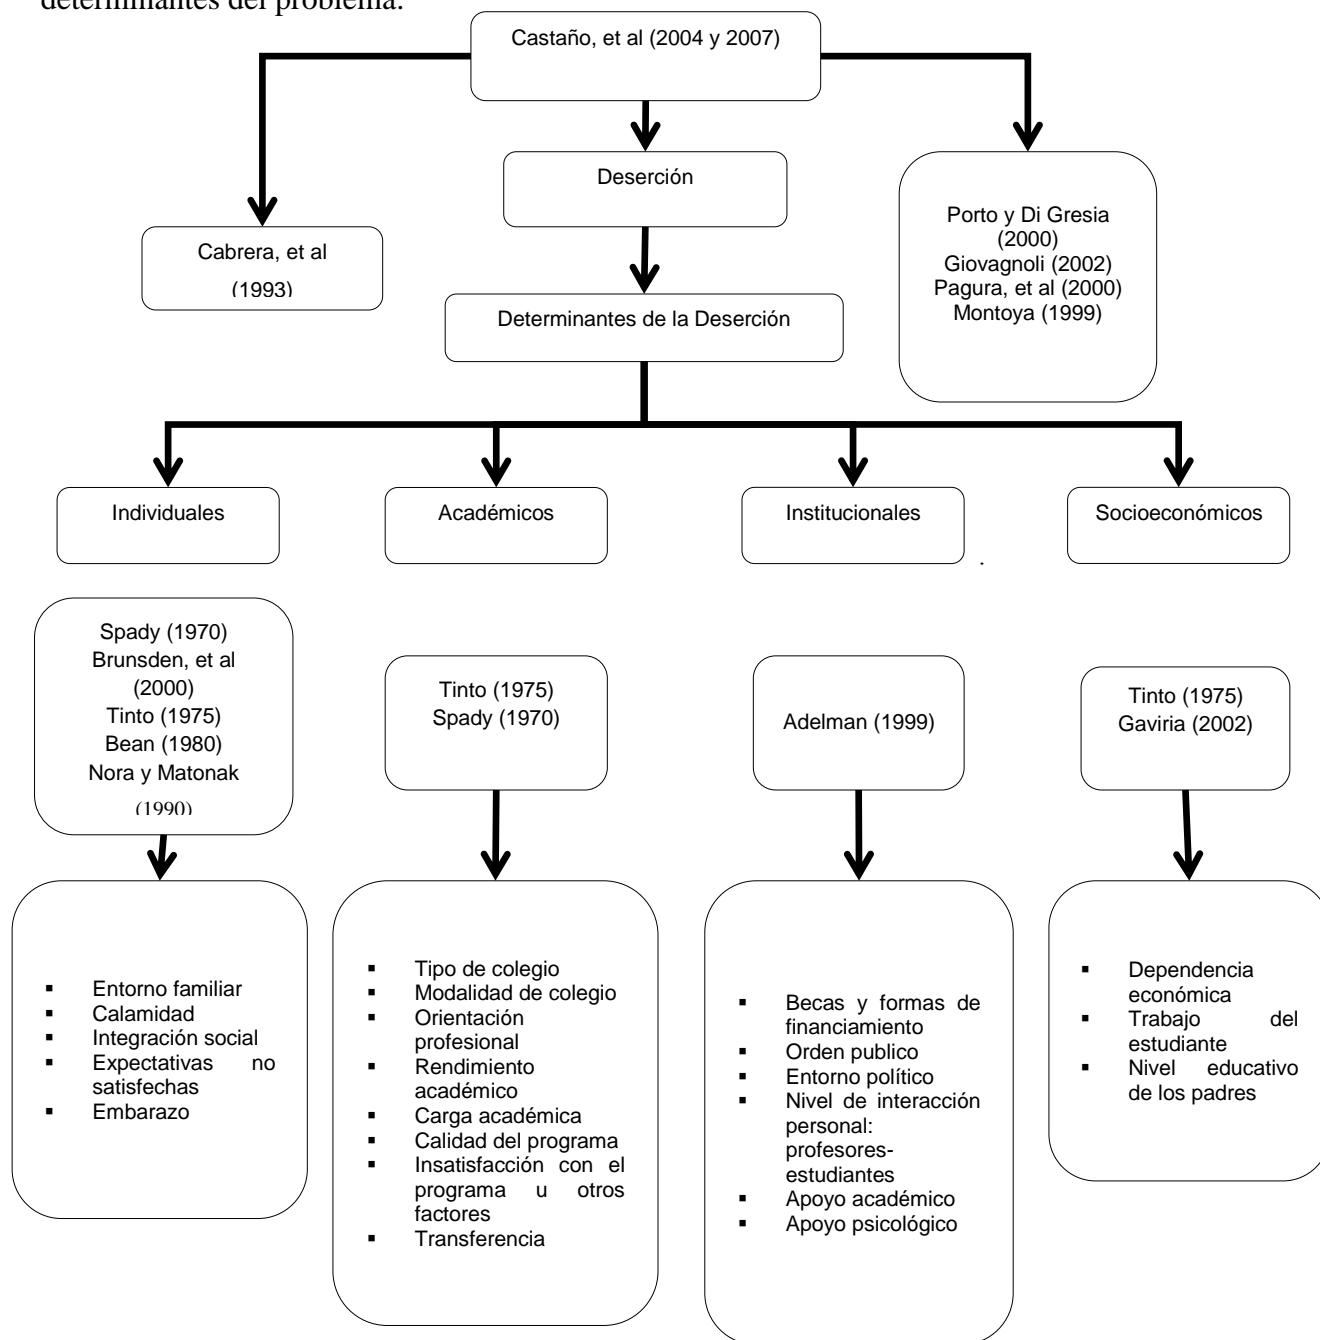 determinantes del problema.
Castaño, et al (2004 y 2007)
Deserción
Cabrera, et al
(1993)
Porto y Di Gresia
(2000)
Giovagnoli (2002)
Pagura, et al (2000)
Montoya (1999)
Determinantes de la Deserción
Individuales
Académicos
Institucionales
Socioeconómicos
.
Spady (1970)
Brunsden, et al
(2000)
Tinto (1975)
Bean (1980)
Nora y Matonak
(1990)
Tinto (1975)
Spady (1970)
Adelman (1999)
Tinto (1975)
Gaviria (2002)
▪ Entorno familiar
▪ Calamidad
▪ Integración social
▪ Expectativas no
satisfechas
▪ Embarazo
▪ Tipo de colegio
▪ Modalidad de colegio
▪ Orientación
profesional
▪ Rendimiento
académico
▪ Carga académica
▪ Calidad del programa
▪ Insatisfacción con el
programa u otros
factores
▪ Transferencia
▪ Becas y formas de
financiamiento
▪ Orden publico
▪ Entorno político
▪ Nivel de interacción
personal:
profesores-
estudiantes
▪ Apoyo académico
▪ Apoyo psicológico
▪ Dependencia
económica
▪ Trabajo del
estudiante
▪ Nivel educativo
de los padres